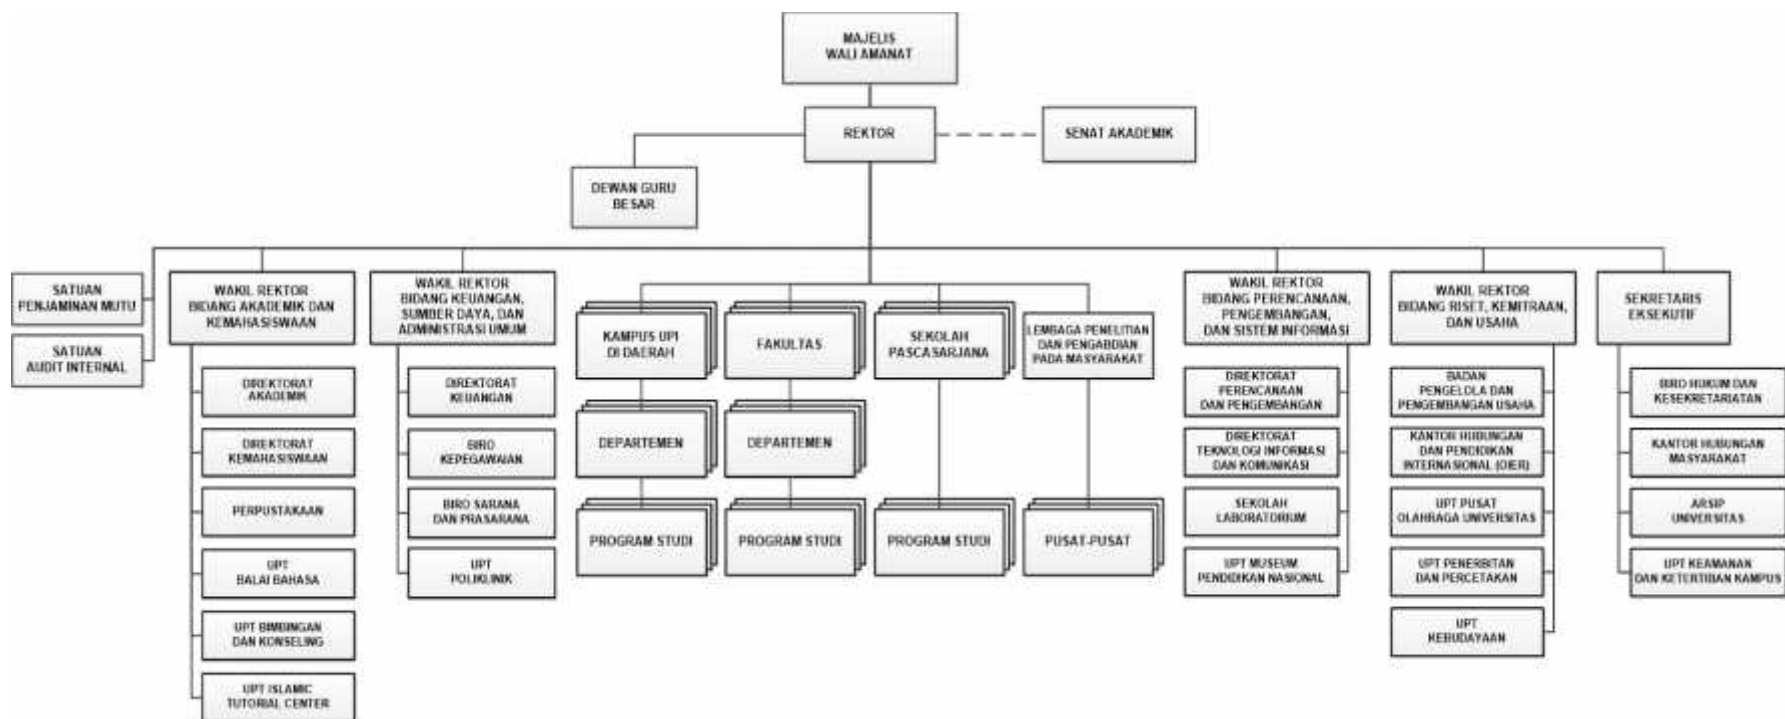 MAJELIS
WALI AMANAT
REKTOR
SENAT AKADEMIK
DEWAN GURU
BESAR
SATUAN
PENJAMINAN MUTU
SATUAN
AUDIT INTERNAL
WAKIL REKTOR
BIDANG AKADEMIK DAN
KEMAHASISWAAN
DIREKTORAT
AKADEMIK
DIREKTORAT
KEMAHASISWAAN
PERPUSTAKAAN
UPT
BALAI BAHASA
UPT BIMBINGAN
DAN KONSELING
UPT ISLAMIC
TUTORIAL CENTER
WAKIL REKTOR
BIDANG KEUANGAN,
SUMBER DAYA, DAN
ADMINISTRASI UMUM
DIREKTORAT
KEUANGAN
BIRO
KEPEGAWAIAN
BIRO SARANA
DAN PRASARANA
UPT
POLIKLINIK
KAMPUS UPI
DI DAERAH
DEPARTEMEN
PROGRAM STUDI
FAKULTAS
DEPARTEMEN
PROGRAM STUDI
SEKOLAH
PASCASARJANA
PROGRAM STUDI
LEMBAGA PENELITIAN
DAN PENGABDIAN
PADA MASYARAKAT
PUSAT-PUSAT
WAKIL REKTOR
BIDANG PERENCANAAN,
PENGEMBANGAN,
DAN SISTEM INFORMASI
DIREKTORAT
PERENCANAAN
DAN PENGEMBANGAN
DIREKTORAT
TEKNOLOGI INFORMASI
DAN KOMUNIKASI
SEKOLAH
LABORATORIUM
UPT MUSEUM
PENDIDIKAN NASIONAL
WAKIL REKTOR
BIDANG RISET, KEMITRAAN,
DAN USAHA
BADAN
PENGELOLA DAN
PENGEMBANGAN USAHA
KANTOR HUBUNGAN
DAN PENDIDIKAN
INTERNASIONAL (OIER)
UPT PUSAT
OLAHRAGA UNIVERSITAS
UPT PENERBITAN
DAN PERCETAKAN
UPT
KEBUDAYAAN
SEKRETARIS
EKSEKUTIF
BIRO HUKUM DAN
KESEKRETARIATAN
KANTOR HUBUNGAN
MASYARAKAT
ARSIP
UNIVERSITAS
UPT KEAMANAN
DAN KETERTIBAN KAMPUS